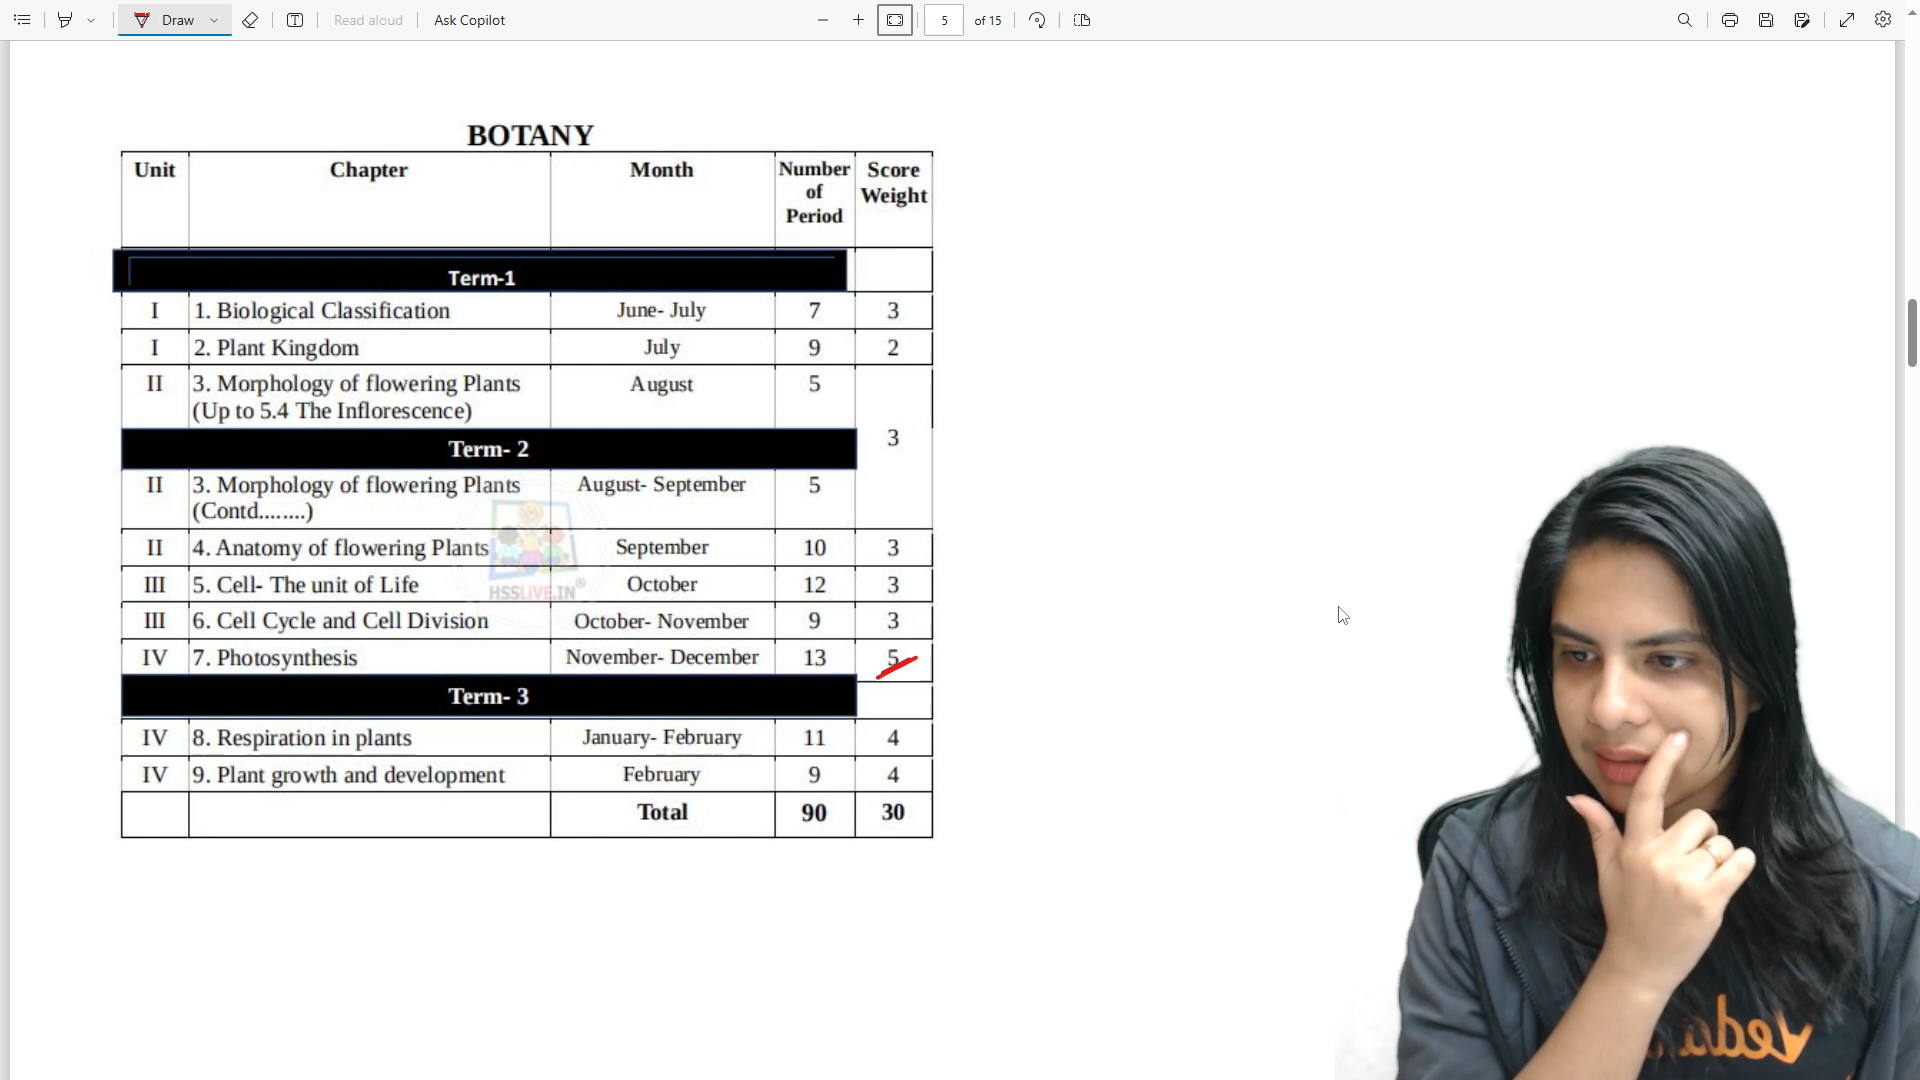 Draw
Read aloud
Ask Copilot
5
of 15
BOTANY
Unit Chapter Month Number of Period Score Weight
Term-1
I 1. Biological Classification June- July 7 3
I 2. Plant Kingdom July 9 2
II 3. Morphology of flowering Plants August 5
(Up to 5.4 The Inflorescence)
3
Term- 2
II 3. Morphology of flowering Plants August- September 5
(Contd........)
II 4. Anatomy of flowering Plants September 10 3
III 5. Cell- The unit of Life October 12 3
HSSLiVE.IN®
III 6. Cell Cycle and Cell Division October- November 9 3
IV 7. Photosynthesis November- December 13 5
Term- 3
IV 8. Respiration in plants January- February 11 4
IV 9. Plant growth and development February 9 4
Total 90 30